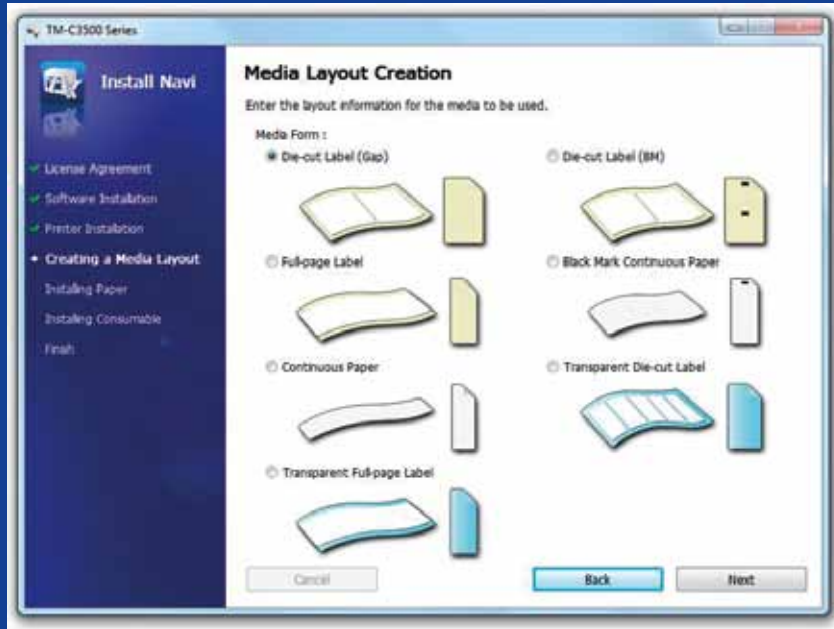 TM-C3500 Series
Install Navi
License Agreement
Software Installation
Printer Installation
Creating a Media Layout
Installing Paper
Installing Consumable
Finish
Media Layout Creation
Enter the layout information for the media to be used.
Media Form :
Die-cut Label (Gap)
Die-cut Label (BM)
Full-page Label
Black Mark Continuous Paper
Continuous Paper
Transparent Die-cut Label
Transparent Full-page Label
Cancel
Back
Next